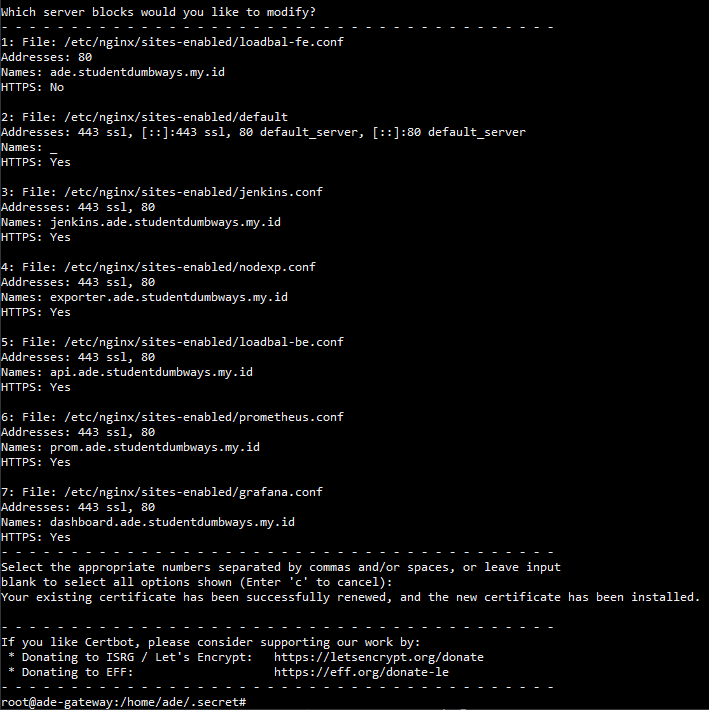 Which server blocks would you like to modify?
- - - - - - - - - - - - - - - - - - - - - - - - - - - - - - - - - - - - - - - -
1: File: /etc/nginx/sites-enabled/loadbal-fe.conf
Addresses: 80
Names: ade.studentdumbways.my.id
HTTPS: No
2: File: /etc/nginx/sites-enabled/default
Addresses: 443 ssl, [::]:443 ssl, 80 default_server, [::]:80 default_server
Names: _
HTTPS: Yes
3: File: /etc/nginx/sites-enabled/jenkins.conf
Addresses: 443 ssl, 80
Names: jenkins.ade.studentdumbways.my.id
HTTPS: Yes
4: File: /etc/nginx/sites-enabled/nodexp.conf
Addresses: 443 ssl, 80
Names: exporter.ade.studentdumbways.my.id
HTTPS: Yes
5: File: /etc/nginx/sites-enabled/loadbal-be.conf
Addresses: 443 ssl, 80
Names: api.ade.studentdumbways.my.id
HTTPS: Yes
6: File: /etc/nginx/sites-enabled/prometheus.conf
Addresses: 443 ssl, 80
Names: prom.ade.studentdumbways.my.id
HTTPS: Yes
7: File: /etc/nginx/sites-enabled/grafana.conf
Addresses: 443 ssl, 80
Names: dashboard.ade.studentdumbways.my.id
HTTPS: Yes
- - - - - - - - - - - - - - - - - - - - - - - - - - - - - - - - - - - - - - - -
Select the appropriate numbers separated by commas and/or spaces, or leave input
blank to select all options shown (Enter 'c' to cancel):
Your existing certificate has been successfully renewed, and the new certificate has been installed.
- - - - - - - - - - - - - - - - - - - - - - - - - - - - - - - - - - - - - - - -
If you like Certbot, please consider supporting our work by:
* Donating to ISRG / Let's Encrypt: https://letsencrypt.org/donate
* Donating to EFF: https://eff.org/donate-le
- - - - - - - - - - - - - - - - - - - - - - - - - - - - - - - - - - - - - - - -
root@ade-gateway:/home/ade/.secret#